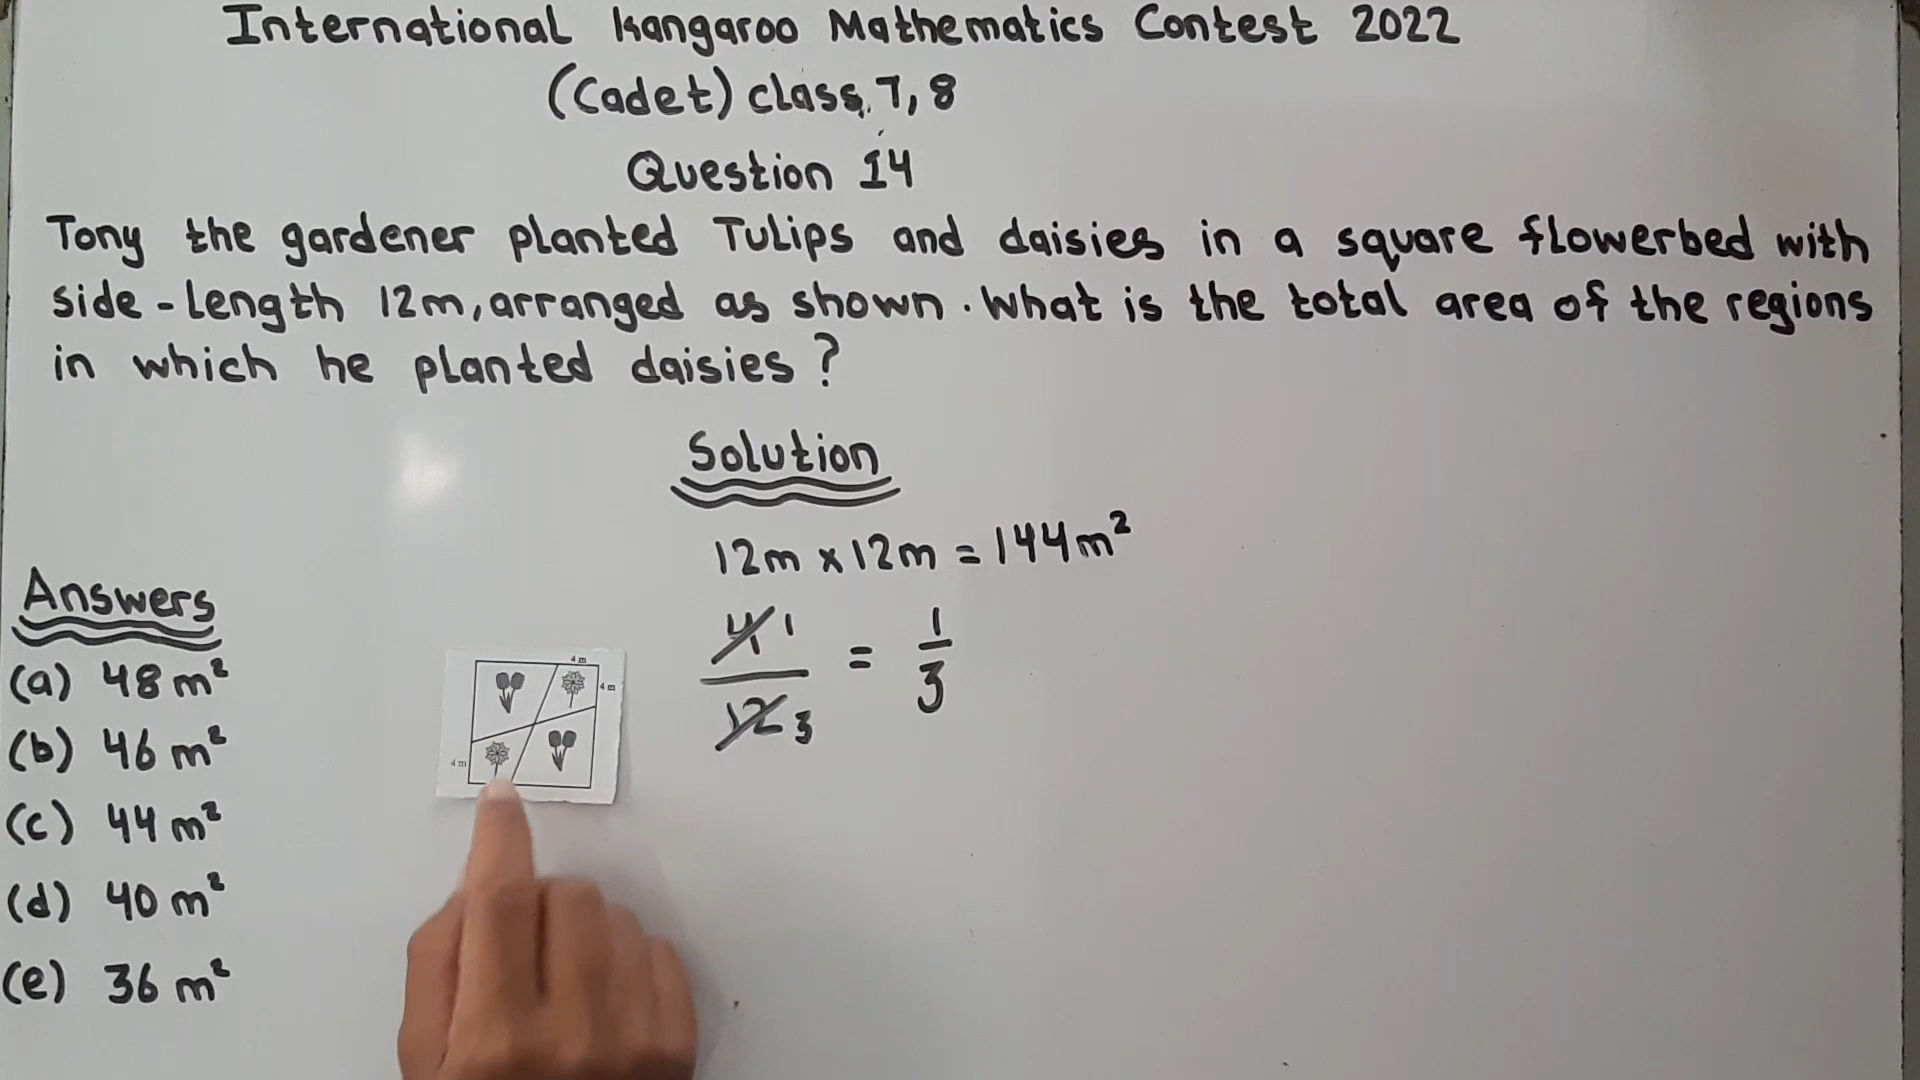 International Kangaroo Mathematics Contest 2022
(Cadet) class 7, 8
Question 14
Tony the gardener planted Tulips and daisies in a square flowerbed with
side-length 12m, arranged as shown. What is the total area of the regions
in which he planted daisies?
Solution
12m x 12m = 144m²
4 1
12 3
= 1/3
Answers
(a) 48 m²
(b) 46 m²
(c) 44 m²
(d) 40 m²
(e) 36 m²
4 m
4 m
4 m